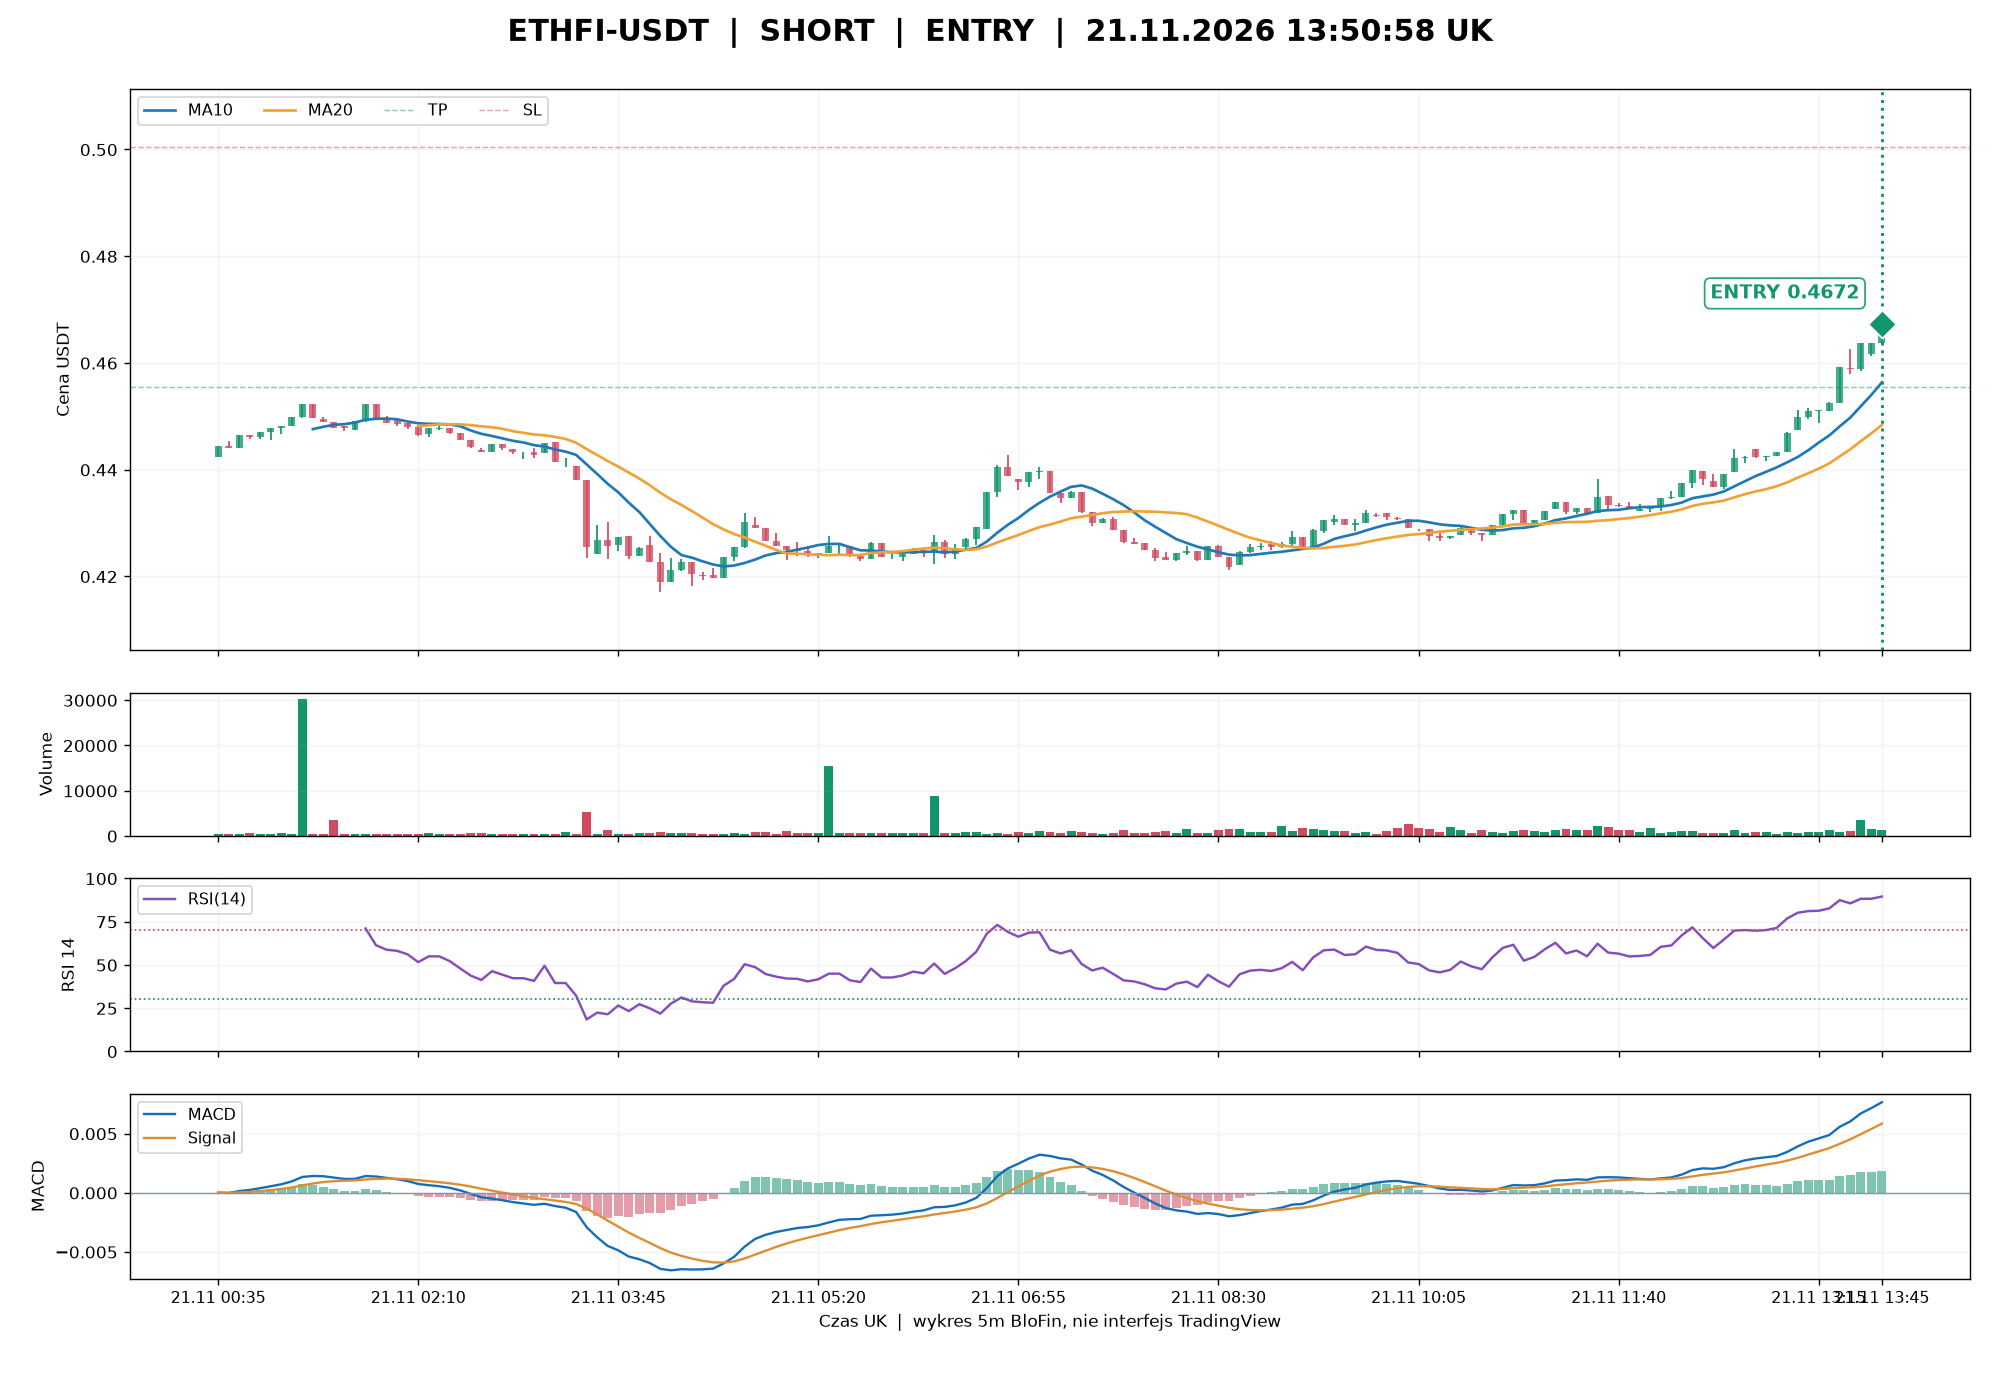 ETHFI-USDT | SHORT | ENTRY | 21.11.2026 13:50:58 UK
MA10 MA20 TP SL
0.50
0.48
ENTRY 0.4672
0.46
0.44
0.42
Cena USDT
30000
20000
10000
0
Volume
RSI(14)
100
75
50
25
0
RSI 14
MACD
Signal
0.005
0.000
−0.005
MACD
21.11 00:35 21.11 02:10 21.11 03:45 21.11 05:20 21.11 06:55 21.11 08:30 21.11 10:05 21.11 11:40 21.11 13:15 21.11 13:45
Czas UK | wykres 5m BloFin, nie interfejs TradingView